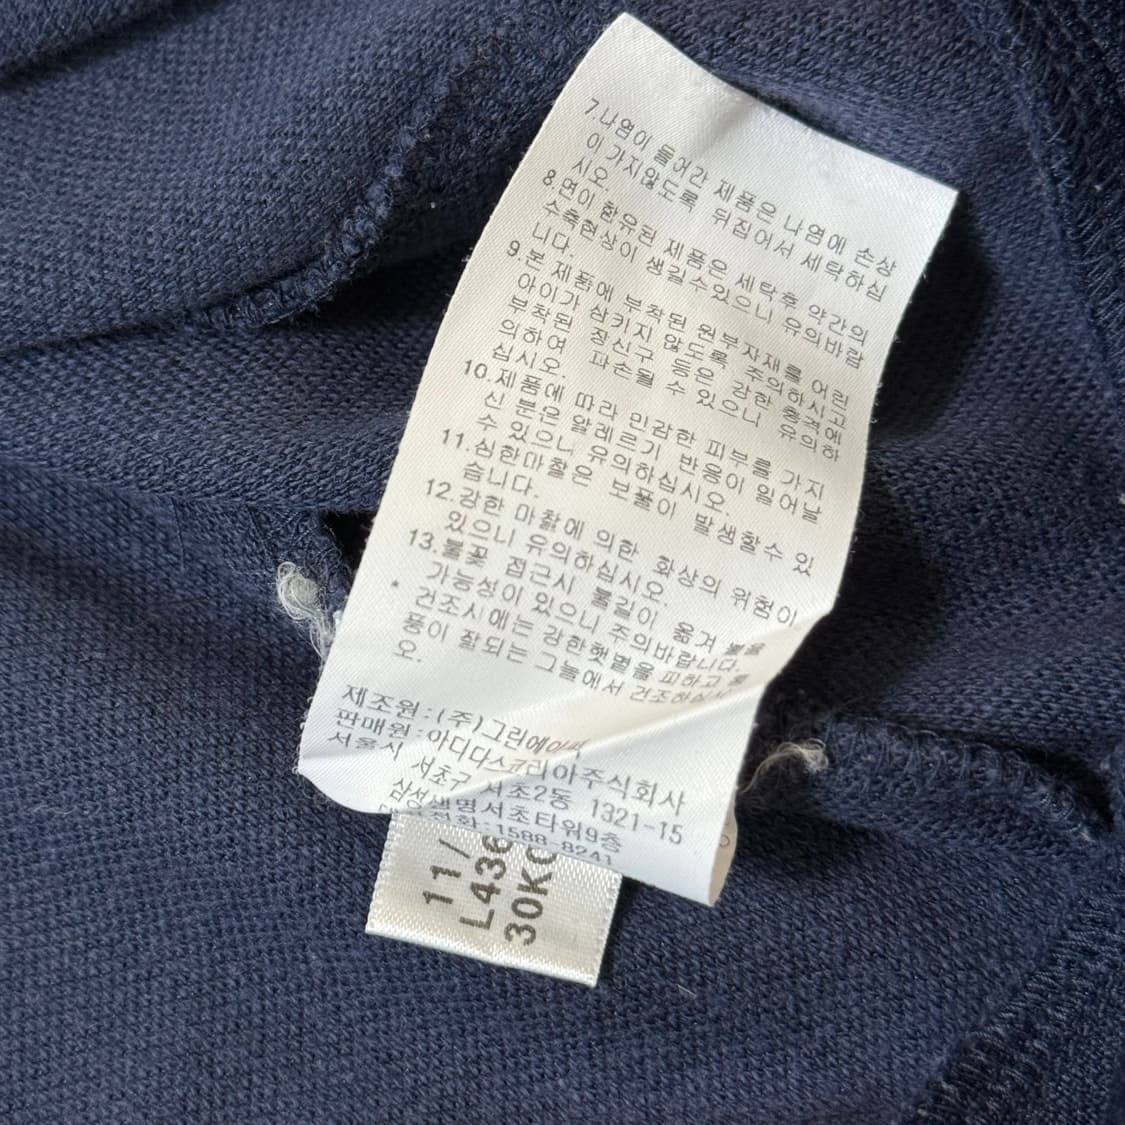 7.나염이 들어간 제품은 나염에 손상
이 가지않도록 뒤집어서 세탁하십
시오.
8.면이 함유된 제품은 세탁후 약간의
수축현상이 생길수있으니 유의바랍
니다.
9.본 제품에 부착된 원부자재를 어린
아이가 삼키지 않도록 주의하시고
부착된 장신구 등은 강한 충격에
의하여 파손될 수 있으니 유의하
십시오.
10.제품에 따라 민감한 피부를 가지
신 분은 알레르기 반응이 일어날
수 있으니 유의하십시오.
11.심한마찰은 보풀이 발생할수 있
습니다.
12.강한 마찰에 의한 화상의 위험이
있으니 유의하십시오.
13.불꽃 접근시 불길이 옮겨 붙을
가능성이 있으니 주의바랍니다.
* 건조시에는 강한햇볕을 피하고 통
풍이 잘되는 그늘에서 건조하십시
오.
제조원:(주)그린에이
판매원:아디다스코리아주식회사
서울시 서초구 서초2동 1321-15
삼성생명서초타워9층
1588-8241
11/
L436
30K